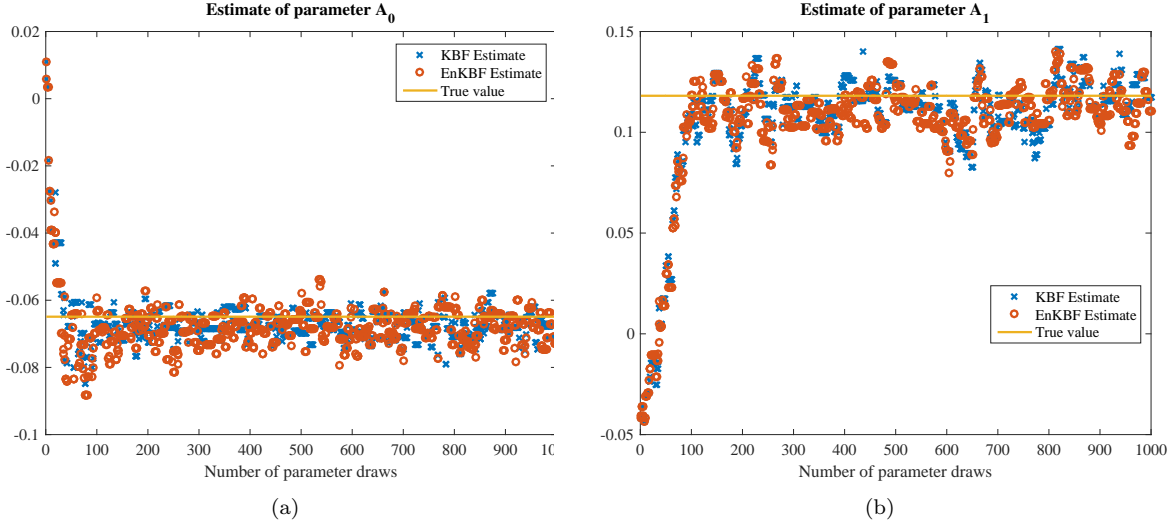 Estimate of parameter A0
0.02
0
-0.02
-0.04
-0.06
-0.08
-0.1
KBF Estimate
EnKBF Estimate
True value
0 100 200 300 400 500 600 700 800 900 100
Number of parameter draws
(a)
Estimate of parameter A1
0.15
0.1
0.05
0
-0.05
KBF Estimate
EnKBF Estimate
True value
0 100 200 300 400 500 600 700 800 900 1000
Number of parameter draws
(b)